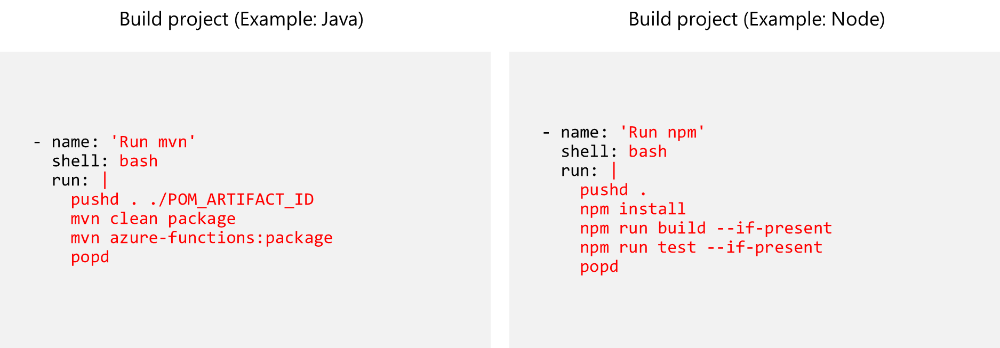 Build project (Example: Java)
- name: 'Run mvn'
  shell: bash
  run: |
    pushd . ./POM_ARTIFACT_ID
    mvn clean package
    mvn azure-functions:package
    popd
Build project (Example: Node)
- name: 'Run npm'
  shell: bash
  run: |
    pushd .
    npm install
    npm run build --if-present
    npm run test --if-present
    popd